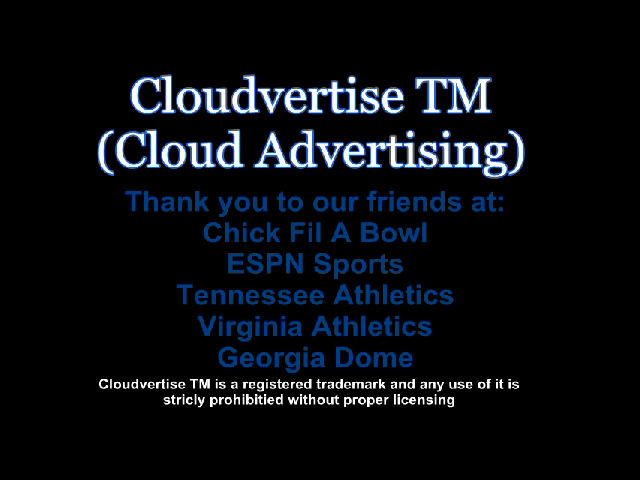 Cloudvertise TM
(Cloud Advertising)
Thank you to our friends at:
Chick Fil A Bowl
ESPN Sports
Tennessee Athletics
Virginia Athletics
Georgia Dome
Cloudvertise TM is a registered trademark and any use of it is
stricly prohibitied without proper licensing